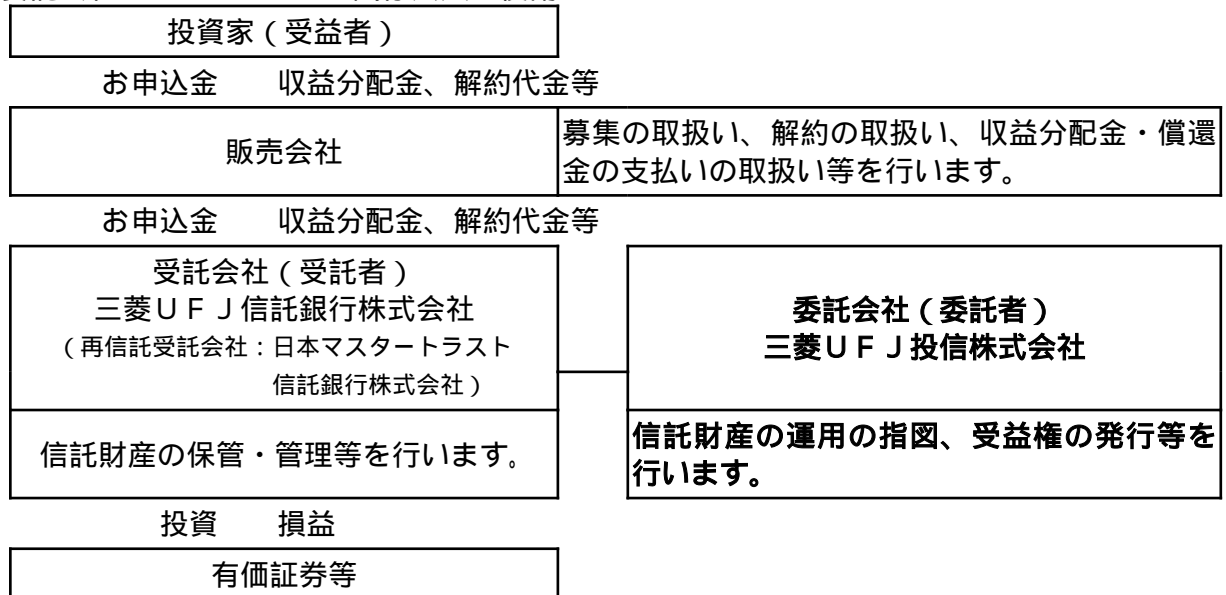 投資家（受益者）
お申込金　　収益分配金、解約代金等
販売会社
募集の取扱い、解約の取扱い、収益分配金・償還
金の支払いの取扱い等を行います。
お申込金　　収益分配金、解約代金等
受託会社（受託者）
三菱ＵＦＪ信託銀行株式会社
（再信託受託会社：日本マスタートラスト
信託銀行株式会社）
委託会社（委託者）
三菱ＵＦＪ投信株式会社
信託財産の保管・管理等を行います。
信託財産の運用の指図、受益権の発行等を
行います。
投資　　損益
有価証券等